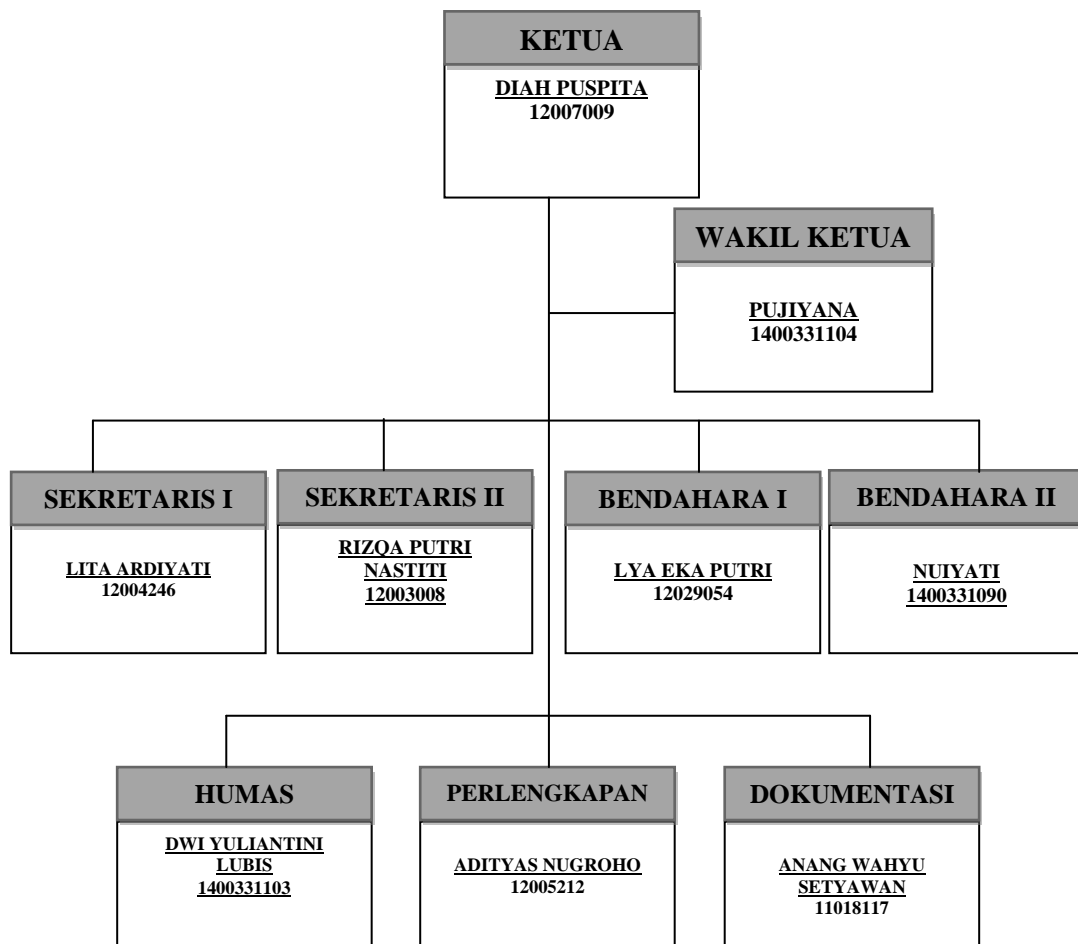 KETUA
DIAH PUSPITA
12007009
WAKIL KETUA
PUJIYANA
1400331104
SEKRETARIS I
LITA ARDIYATI
12004246
SEKRETARIS II
RIZQA PUTRI
NASTITI
12003008
BENDAHARA I
LYA EKA PUTRI
12029054
BENDAHARA II
NUIYATI
1400331090
HUMAS
DWI YULIANTINI
LUBIS
1400331103
PERLENGKAPAN
ADITYAS NUGROHO
12005212
DOKUMENTASI
ANANG WAHYU
SETYAWAN
11018117